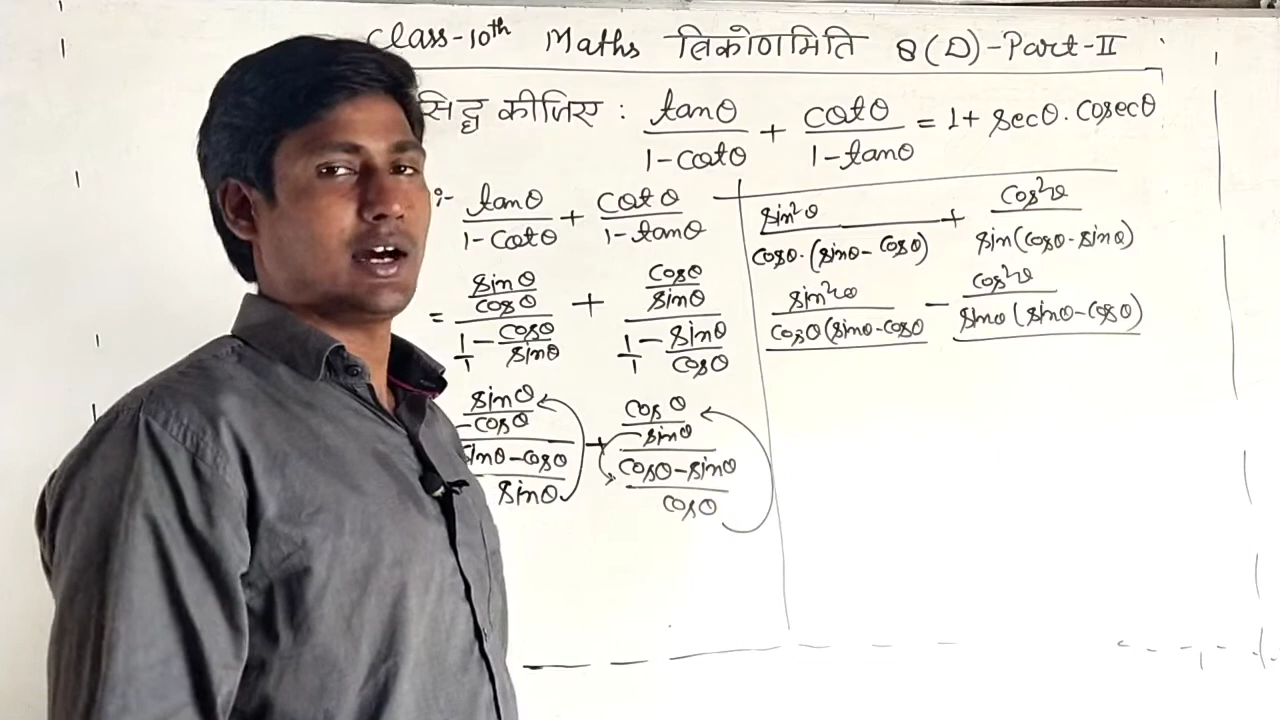 Class-10th Maths त्रिकोणमिति 8(D)-Part-II
सिद्ध कीजिए : tanθ/1-cotθ + cotθ/1-tanθ = 1+ secθ.cosecθ
:- tanθ/1-cotθ + cotθ/1-tanθ
= sinθ/cosθ / 1/1 - cosθ/sinθ + cosθ/sinθ / 1/1 - sinθ/cosθ
sinθ/cosθ / sinθ-cosθ/sinθ + cosθ/sinθ / cosθ-sinθ/cosθ
sin²θ/cosθ.(sinθ-cosθ) + cos²θ/sin(cosθ-sinθ)
sin²θ/cosθ(sinθ-cosθ - cos²θ/sinθ(sinθ-cosθ)